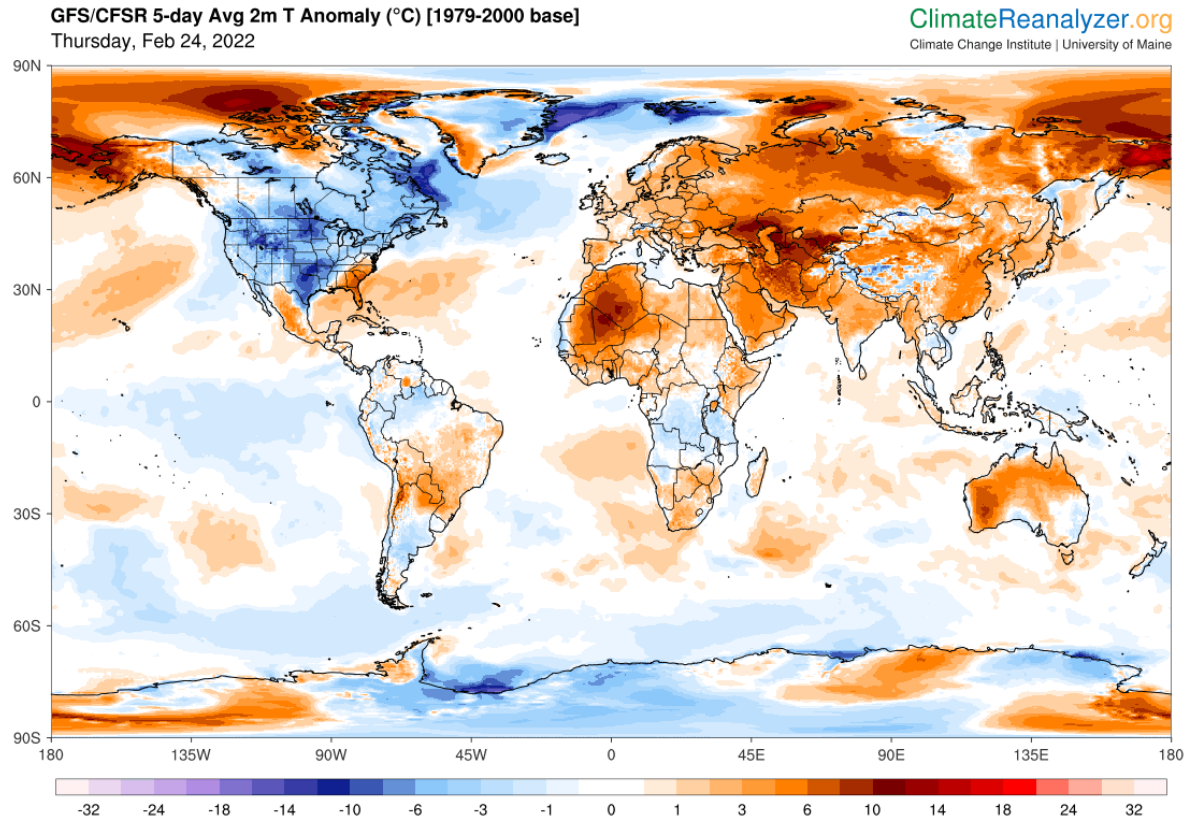 GFS/CFSR 5-day Avg 2m T Anomaly (°C) [1979-2000 base]
Thursday, Feb 24, 2022
ClimateReanalyzer.org
Climate Change Institute | University of Maine
90N
60N
30N
0
30S
60S
90S
180 135W 90W 45W 0 45E 90E 135E 180
-32 -24 -18 -14 -10 -6 -3 -1 0 1 3 6 10 14 18 24 32